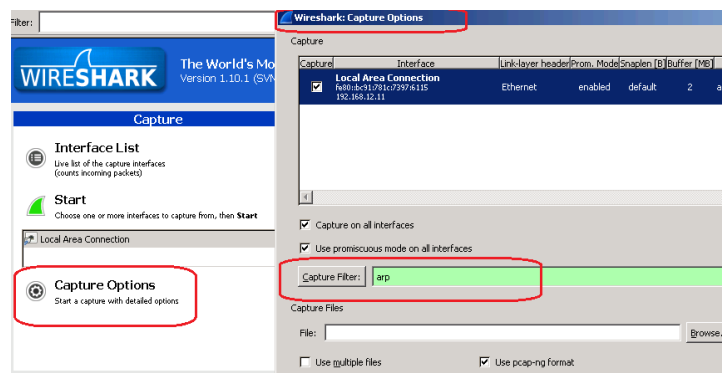 Filter:
WIRESHARK
The World's Mo
Version 1.10.1 (SVN
Capture
Interface List
Live list of the capture interfaces
(counts incoming packets)
Start
Choose one or more interfaces to capture from, then Start
Local Area Connection
Capture Options
Start a capture with detailed options
Wireshark: Capture Options
Capture
Capture Interface Link-layer header Prom. Mode Snaplen [B] Buffer [MB]
Local Area Connection
fe80::bc91:781c:7397:6115
192.168.12.11
Ethernet enabled default 2 a
Capture on all interfaces
Use promiscuous mode on all interfaces
Capture Filter: arp
Capture Files
File: Browse.
Use multiple files Use pcap-ng format